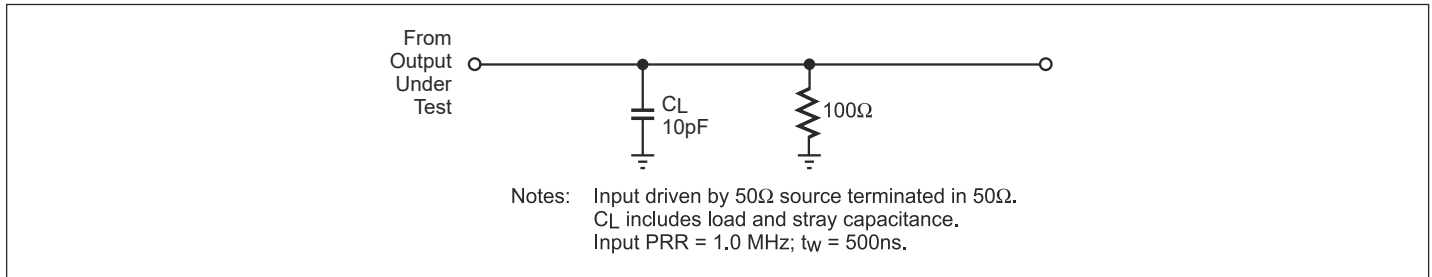 From
Output
Under
Test
CL
10pF
100Ω
Notes: Input driven by 50Ω source terminated in 50Ω.
CL includes load and stray capacitance.
Input PRR = 1.0 MHz; tw = 500ns.